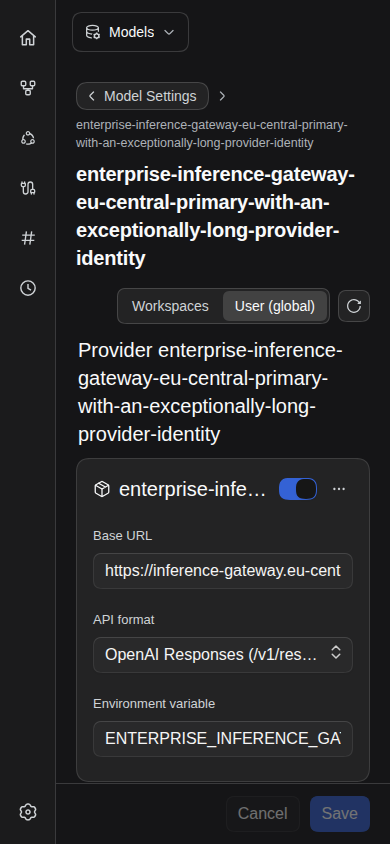 Models
Model Settings
enterprise-inference-gateway-eu-central-primary-
with-an-exceptionally-long-provider-identity
enterprise-inference-gateway-
eu-central-primary-with-an-
exceptionally-long-provider-
identity
Workspaces User (global)
Provider enterprise-inference-
gateway-eu-central-primary-
with-an-exceptionally-long-
provider-identity
enterprise-infe…
Base URL
https://inference-gateway.eu-cent
API format
OpenAI Responses (/v1/res…
Environment variable
ENTERPRISE_INFERENCE_GA
Cancel Save